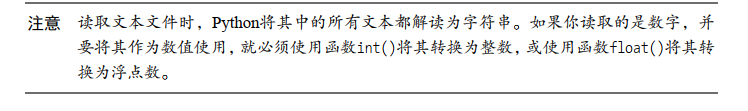 注意 读取文本文件时，Python将其中的所有文本都解读为字符串。如果你读取的是数字，并
要将其作为数值使用，就必须使用函数int()将其转换为整数，或使用函数float()将其转
换为浮点数。